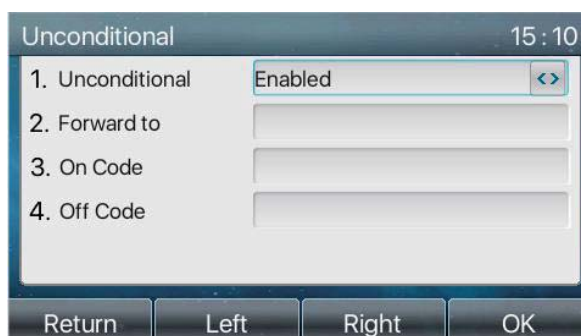 Unconditional 15:10
1. Unconditional Enabled <>
2. Forward to
3. On Code
4. Off Code
Return Left Right OK